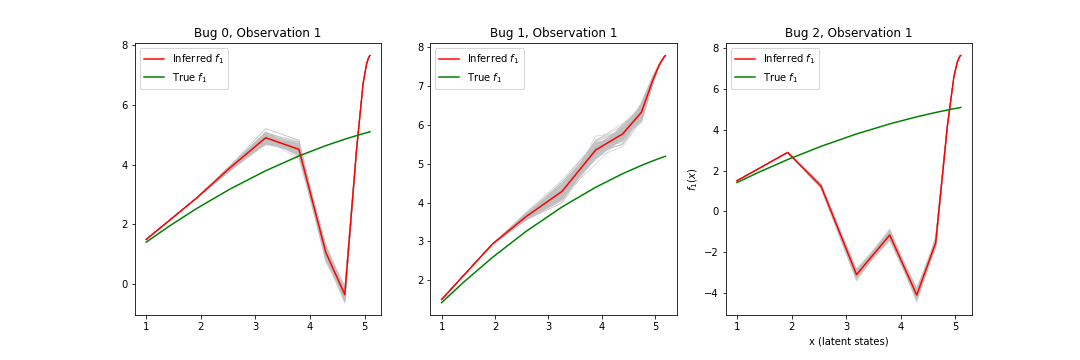 Bug 0, Observation 1
Inferred f₁
True f₁
8
6
4
2
0
1 2 3 4 5
Bug 1, Observation 1
Inferred f₁
True f₁
8
7
6
5
4
3
2
1 2 3 4 5
Bug 2, Observation 1
Inferred f₁
True f₁
f₁(x)
8
6
4
2
0
−2
−4
1 2 3 4 5
x (latent states)